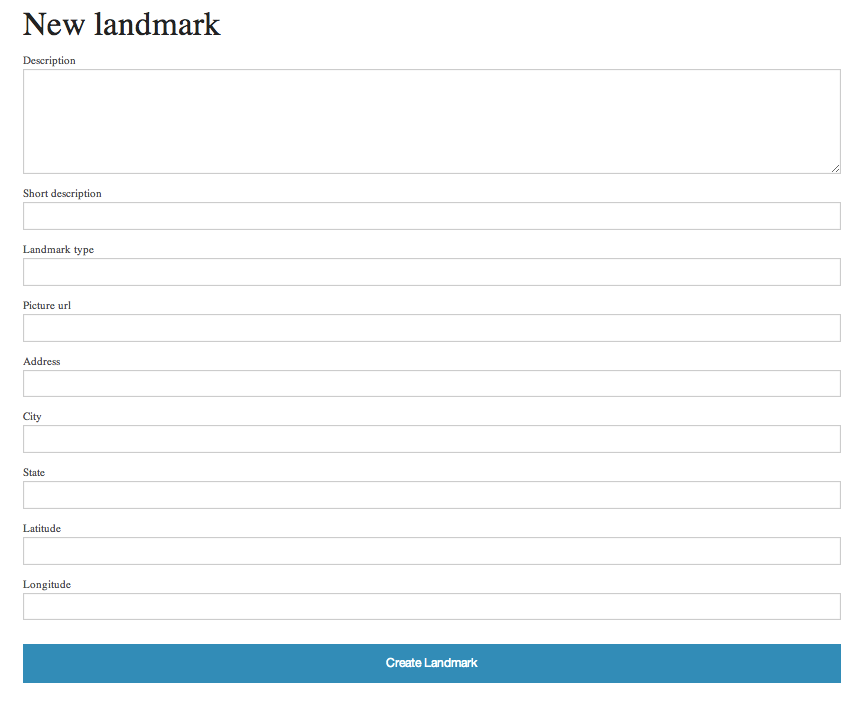 New landmark
Description
Short description
Landmark type
Picture url
Address
City
State
Latitude
Longitude
Create Landmark